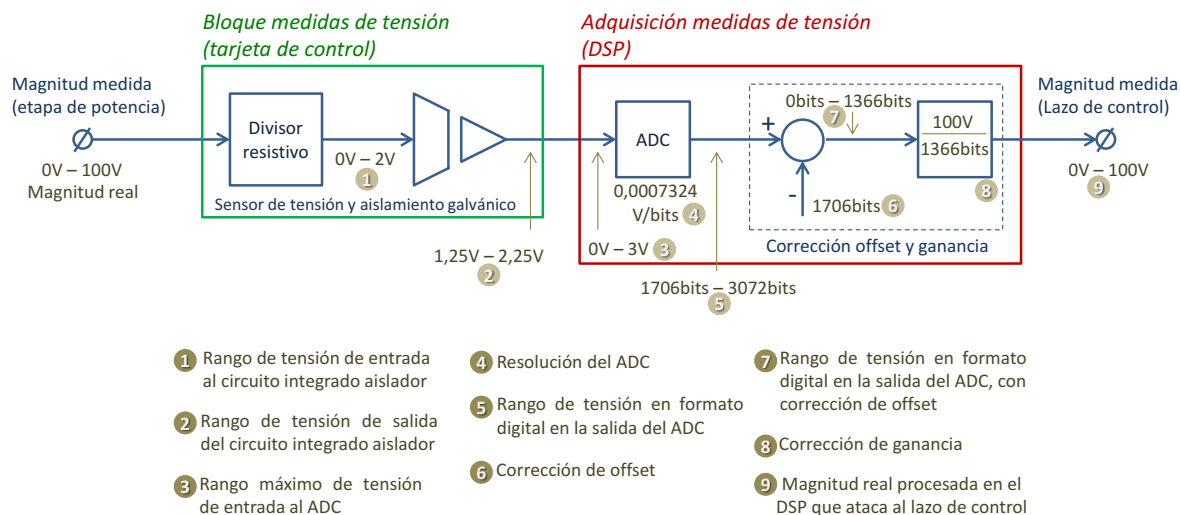 Bloque medidas de tensión
(tarjeta de control)
Adquisición medidas de tensión
(DSP)
Magnitud medida
(etapa de potencia)
0V – 100V
Magnitud real
Divisor
resistivo
0V – 2V
1
Sensor de tensión y aislamiento galvánico
1,25V – 2,25V
2
ADC
0,0007324
V/bits 4
0V – 3V 3
1706bits – 3072bits
5
+
-
0bits – 1366bits
7
1706bits 6
100V
1366bits
8
Corrección offset y ganancia
Magnitud medida
(Lazo de control)
0V – 100V
9
1 Rango de tensión de entrada
al circuito integrado aislador
2 Rango de tensión de salida
del circuito integrado aislador
3 Rango máximo de tensión
de entrada al ADC
4 Resolución del ADC
5 Rango de tensión en formato
digital en la salida del ADC
6 Corrección de offset
7 Rango de tensión en formato
digital en la salida del ADC, con
corrección de offset
8 Corrección de ganancia
9 Magnitud real procesada en el
DSP que ataca al lazo de control